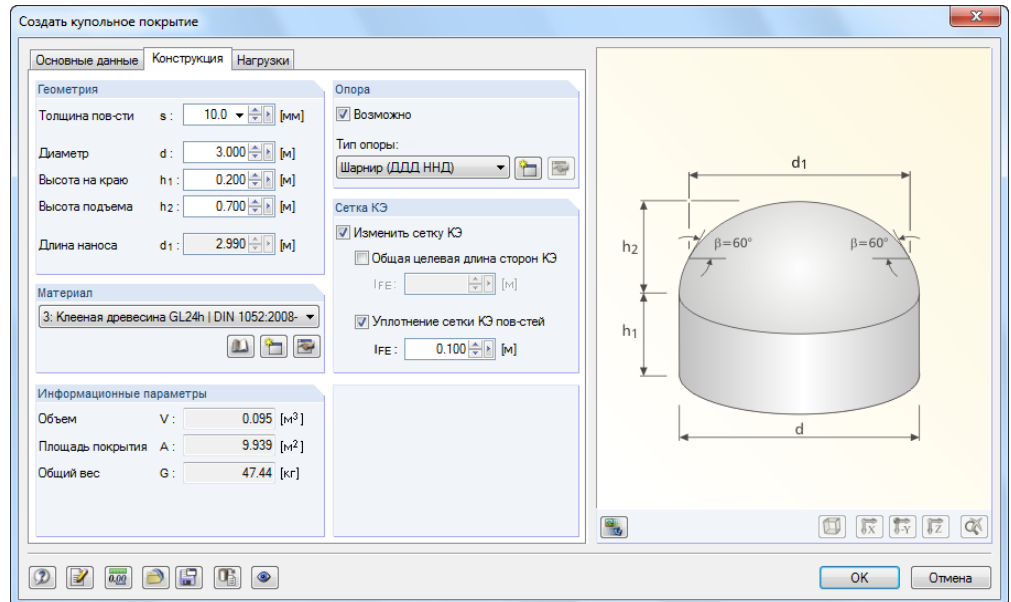 Создать купольное покрытие
Основные данные Конструкция Нагрузки
Геометрия
Толщина пов-сти s : 10.0 [мм]
Диаметр d : 3.000 [м]
Высота на краю h1 : 0.200 [м]
Высота подъема h2 : 0.700 [м]
Длина наноса d1 : 2.990 [м]
Материал
3: Клееная древесина GL24h | DIN 1052:2008-
Информационные параметры
Объем V : 0.095 [м3]
Площадь покрытия A : 9.939 [м2]
Общий вес G : 47.44 [кг]
Опора
Возможно
Тип опоры:
Шарнир (ДДД ННД)
Сетка КЭ
Изменить сетку КЭ
Общая целевая длина сторон КЭ
lFE: [м]
Уплотнение сетки КЭ пов-стей
lFE : 0.100 [м]
d1
h2
β=60° β=60°
h1
d
X -Y Z
0.00
OK Отмена